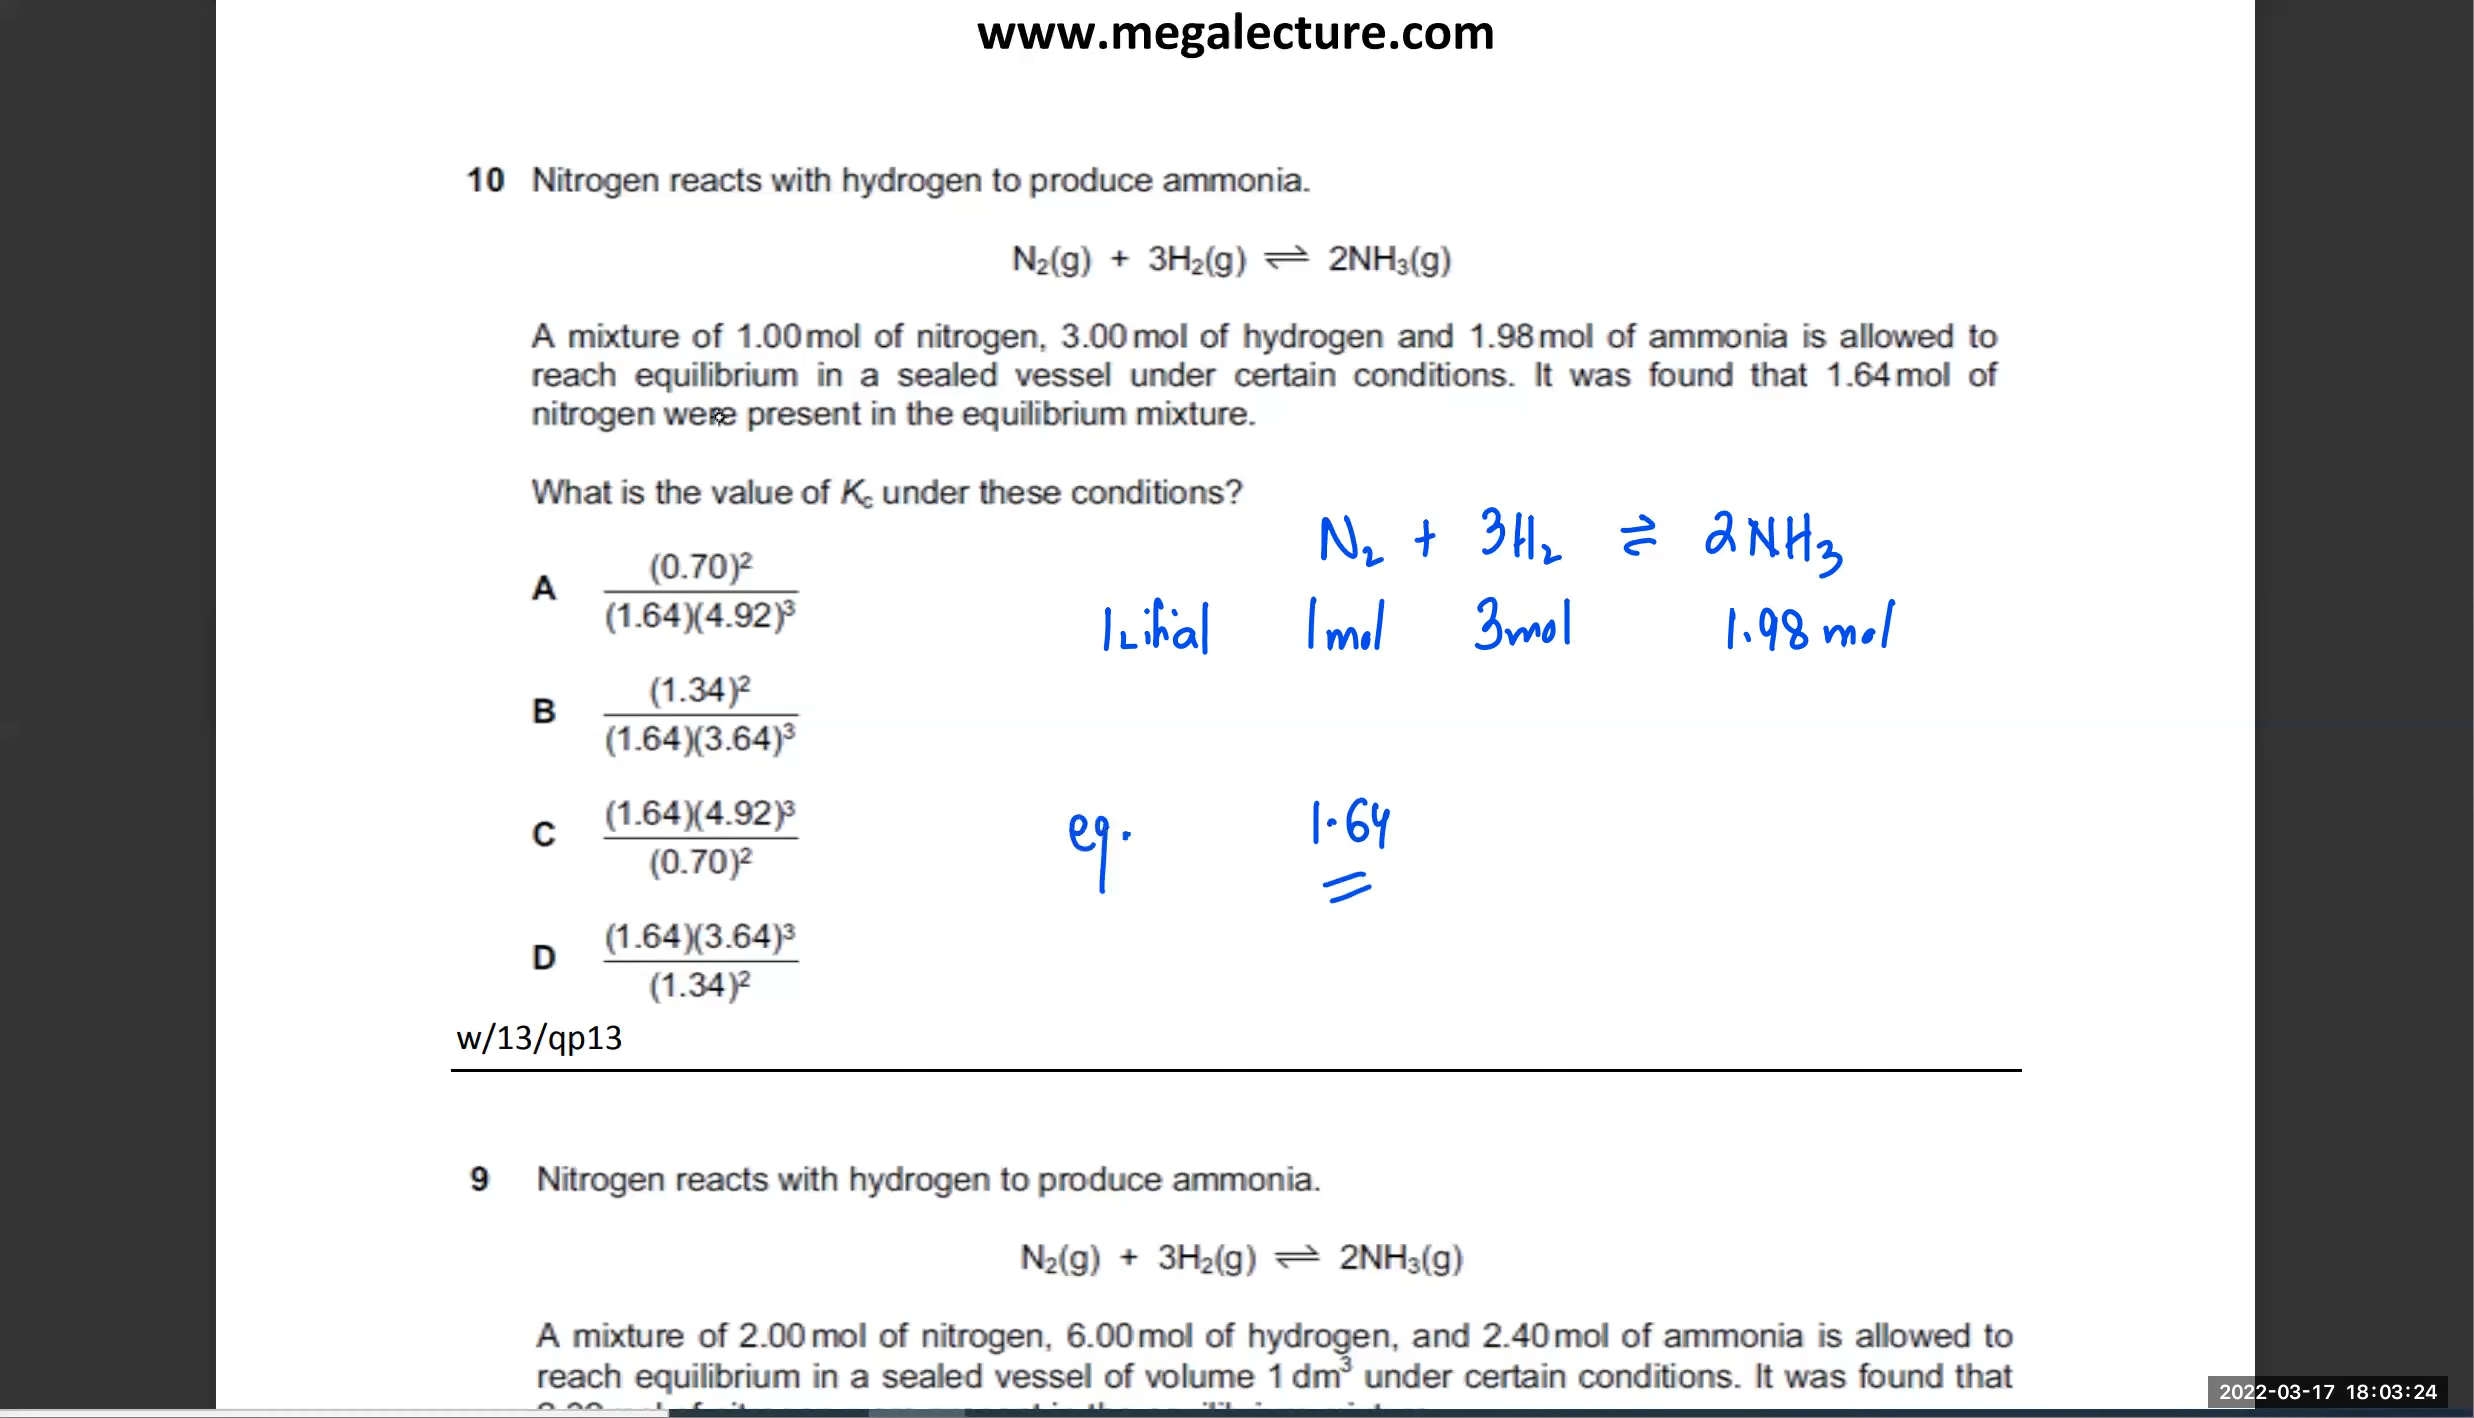 www.megalecture.com
10 Nitrogen reacts with hydrogen to produce ammonia.
N₂(g) + 3H₂(g) ⇌ 2NH₃(g)
A mixture of 1.00 mol of nitrogen, 3.00 mol of hydrogen and 1.98 mol of ammonia is allowed to
reach equilibrium in a sealed vessel under certain conditions. It was found that 1.64 mol of
nitrogen were present in the equilibrium mixture.
What is the value of Kc under these conditions?
N₂ + 3H₂ ⇌ 2NH₃
A (0.70)² / (1.64)(4.92)³
Initial 1mol 3mol 1.98 mol
B (1.34)² / (1.64)(3.64)³
C (1.64)(4.92)³ / (0.70)²
eq. 1.64
D (1.64)(3.64)³ / (1.34)²
w/13/qp13
9 Nitrogen reacts with hydrogen to produce ammonia.
N₂(g) + 3H₂(g) ⇌ 2NH₃(g)
A mixture of 2.00 mol of nitrogen, 6.00 mol of hydrogen, and 2.40 mol of ammonia is allowed to
reach equilibrium in a sealed vessel of volume 1 dm³ under certain conditions. It was found that
2022-03-17 18:03:24